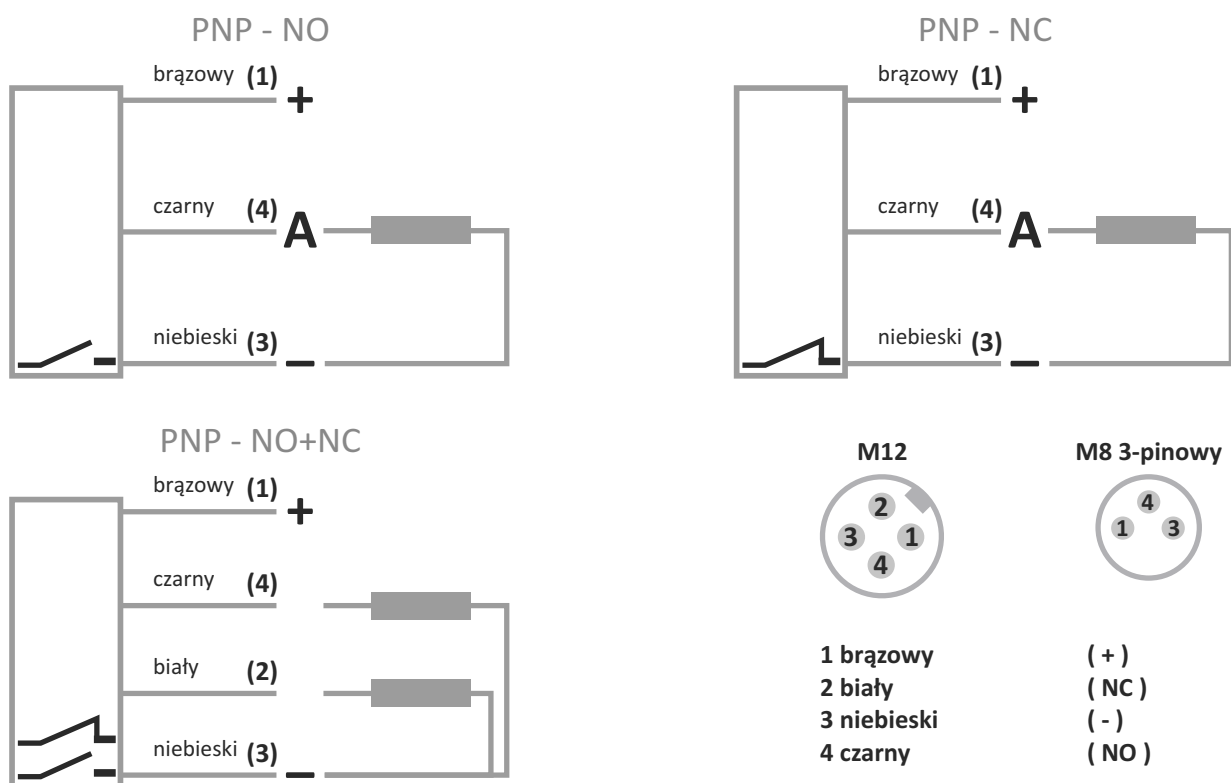 PNP - NO
brązowy (1) +
czarny (4) A
niebieski (3) −
PNP - NC
brązowy (1) +
czarny (4) A
niebieski (3) −
PNP - NO+NC
brązowy (1) +
czarny (4)
biały (2)
niebieski (3) −
M12
2
3 1
4
M8 3-pinowy
4
1 3
1 brązowy ( + )
2 biały ( NC )
3 niebieski ( - )
4 czarny ( NO )